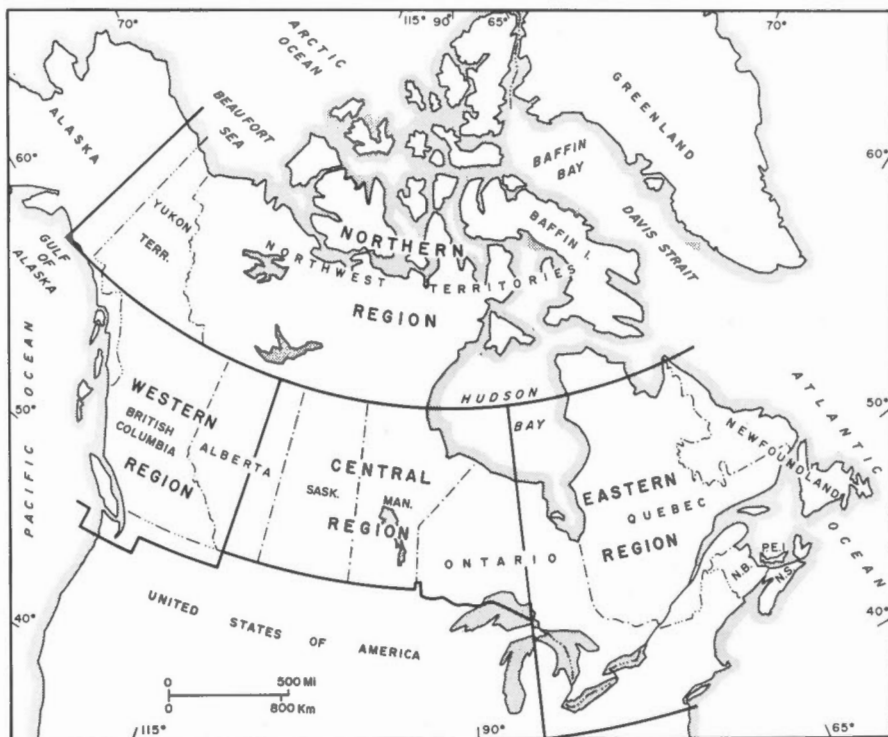 70°
115°
90
65°
70°
ARCTIC
OCEAN
ALASKA
BEAUFORT
SEA
GREENLAND
60°
60°
BAFFIN
BAY
YUKON
TERR.
BAFFIN I.
DAVIS STRAIT
GULF
OF
ALASKA
NORTHERN
NORTHWEST TERRITORIES
REGION
PACIFIC OCEAN
HUDSON
BAY
ATLANTIC
OCEAN
50°
50°
WESTERN
BRITISH
COLUMBIA
REGION
ALBERTA
CENTRAL
SASK.
MAN.
REGION
ONTARIO
EASTERN
QUEBEC
REGION
NEWFOUNDLAND
P.E.I.
N.B.
N.S.
40°
40°
UNITED STATES OF AMERICA
0 500 Mi
0 800 Km
115°
90°
65°